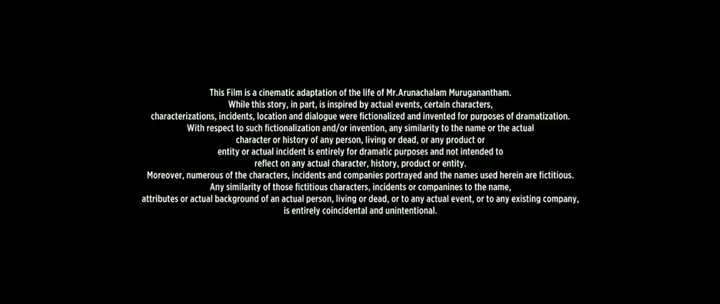 This Film is a cinematic adaptation of the life of Mr.Arunachalam Muruganantham.
While this story, in part, is inspired by actual events, certain characters,
characterizations, incidents, location and dialogue were fictionalized and invented for purposes of dramatization.
With respect to such fictionalization and/or invention, any similarity to the name or the actual
character or history of any person, living or dead, or any product or
entity or actual incident is entirely for dramatic purposes and not intended to
reflect on any actual character, history, product or entity.
Moreover, numerous of the characters, incidents and companies portrayed and the names used herein are fictitious.
Any similarity of those fictitious characters, incidents or companines to the name,
attributes or actual background of an actual person, living or dead, or to any actual event, or to any existing company,
is entirely coincidental and unintentional.